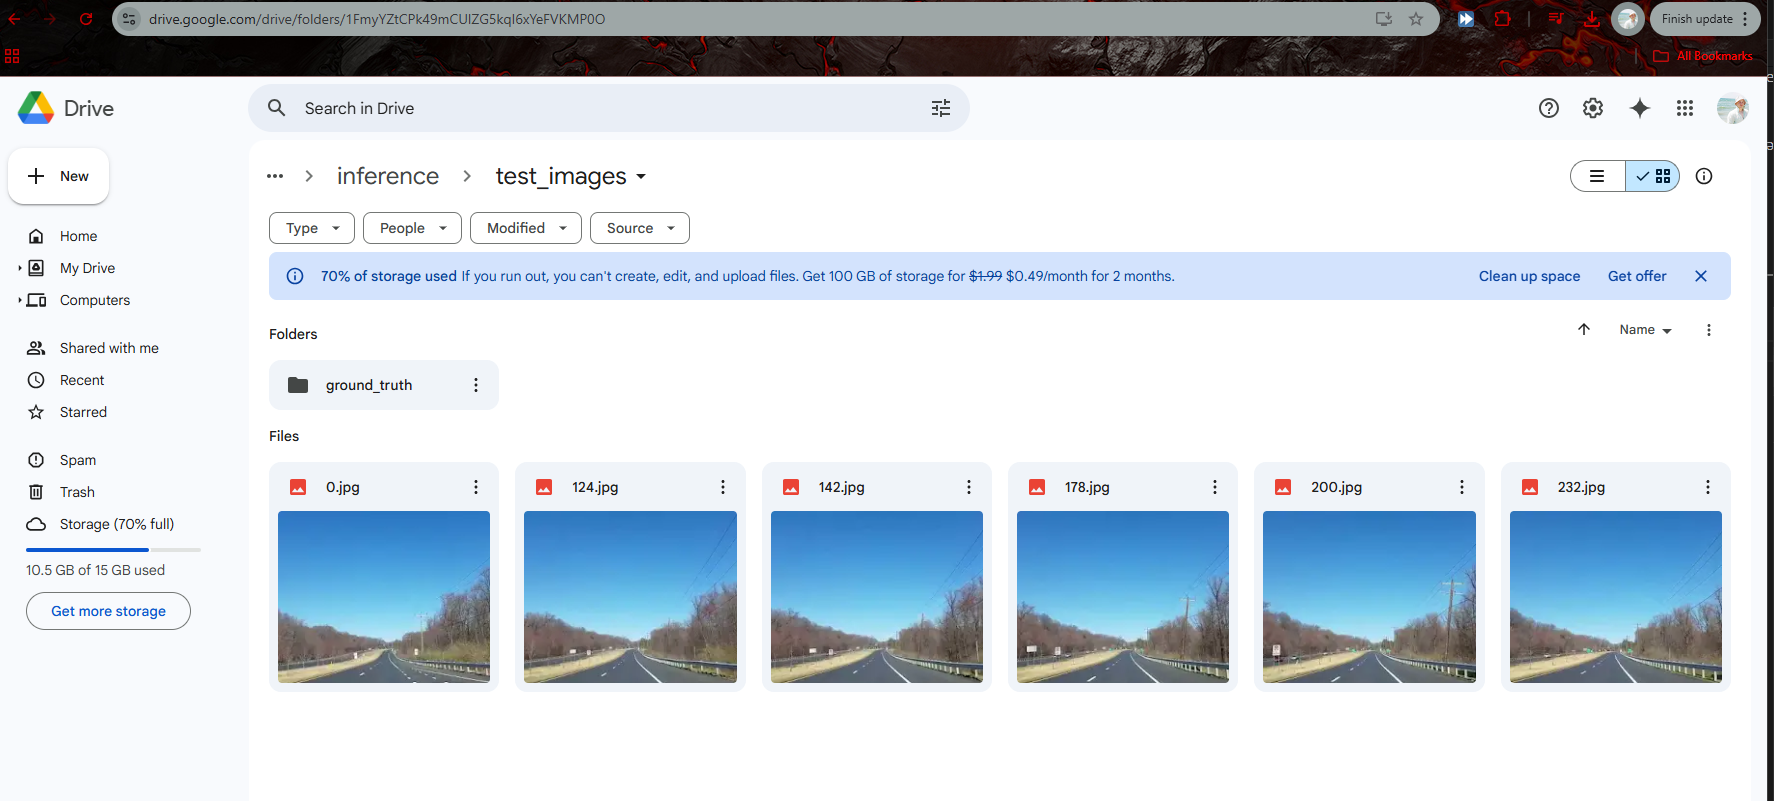 drive.google.com/drive/folders/1FmyYZtCPk49mCUIZG5kqI6xYeFVKMP0O
Finish update
All Bookmarks
Drive
Search in Drive
New
Home
My Drive
Computers
Shared with me
Recent
Starred
Spam
Trash
Storage (70% full)
10.5 GB of 15 GB used
Get more storage
inference
test_images
Type
People
Modified
Source
70% of storage used If you run out, you can't create, edit, and upload files. Get 100 GB of storage for $1.99 $0.49/month for 2 months.
Clean up space
Get offer
Folders
Name
ground_truth
Files
0.jpg
124.jpg
142.jpg
178.jpg
200.jpg
232.jpg